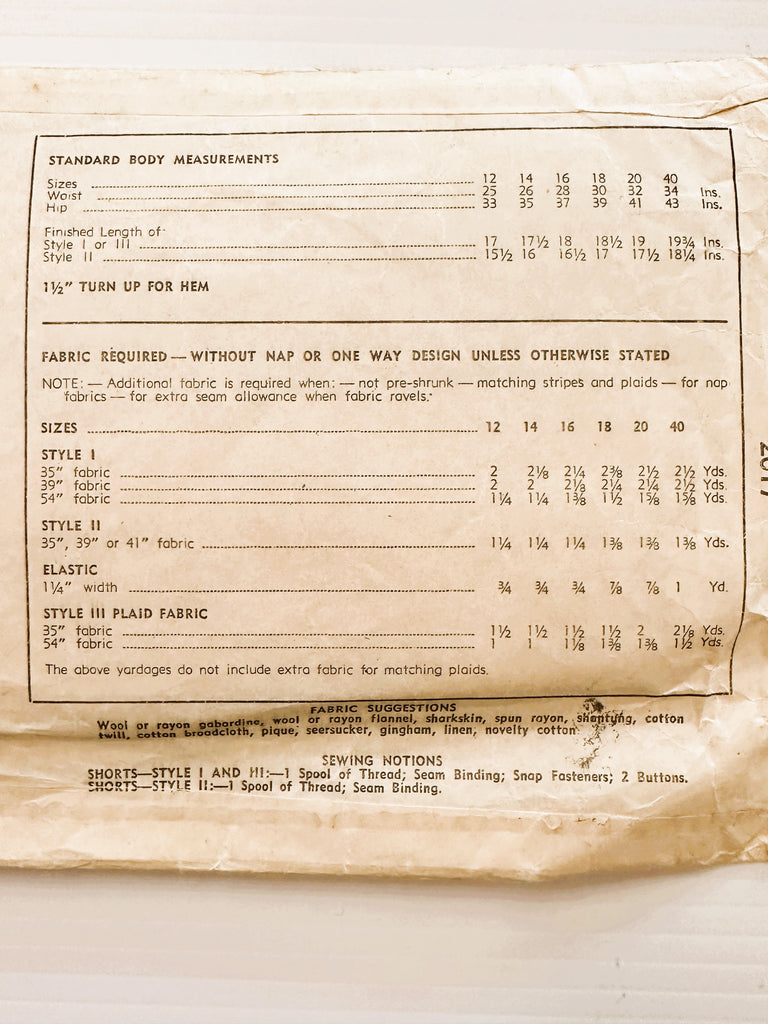 STANDARD BODY MEASUREMENTS
Sizes 12 14 16 18 20 40
Waist 25 26 28 30 32 34 Ins.
Hip 33 35 37 39 41 43 Ins.
Finished Length of
Style I or III 17 17½ 18 18½ 19 19¾ Ins.
Style II 15½ 16 16½ 17 17½ 18¼ Ins.
1½" TURN UP FOR HEM
FABRIC REQUIRED — WITHOUT NAP OR ONE WAY DESIGN UNLESS OTHERWISE STATED
NOTE: — Additional fabric is required when: — not pre-shrunk — matching stripes and plaids — for nap
fabrics — for extra seam allowance when fabric ravels.
SIZES 12 14 16 18 20 40
STYLE I
35" fabric 2 2⅛ 2¼ 2⅜ 2½ 2½ Yds.
39" fabric 2 2 2⅛ 2¼ 2¼ 2½ Yds.
54" fabric 1¼ 1¼ 1⅜ 1½ 1⅝ 1⅝ Yds.
STYLE II
35", 39" or 41" fabric 1¼ 1¼ 1¼ 1⅜ 1⅜ 1⅜ Yds.
ELASTIC
1¼" width ¾ ¾ ¾ ⅞ ⅞ 1 Yd.
STYLE III PLAID FABRIC
35" fabric 1½ 1½ 1½ 1½ 2 2⅛ Yds.
54" fabric 1 1 1⅛ 1⅜ 1⅜ 1½ Yds.
The above yardages do not include extra fabric for matching plaids.
FABRIC SUGGESTIONS
Wool or rayon gabardine, wool or rayon flannel, sharkskin, spun rayon, shantung, cotton
twill, cotton broadcloth, pique, seersucker, gingham, linen, novelty cotton
SEWING NOTIONS
SHORTS—STYLE I AND III:—1 Spool of Thread; Seam Binding; Snap Fasteners; 2 Buttons.
SHORTS—STYLE II:—1 Spool of Thread; Seam Binding.